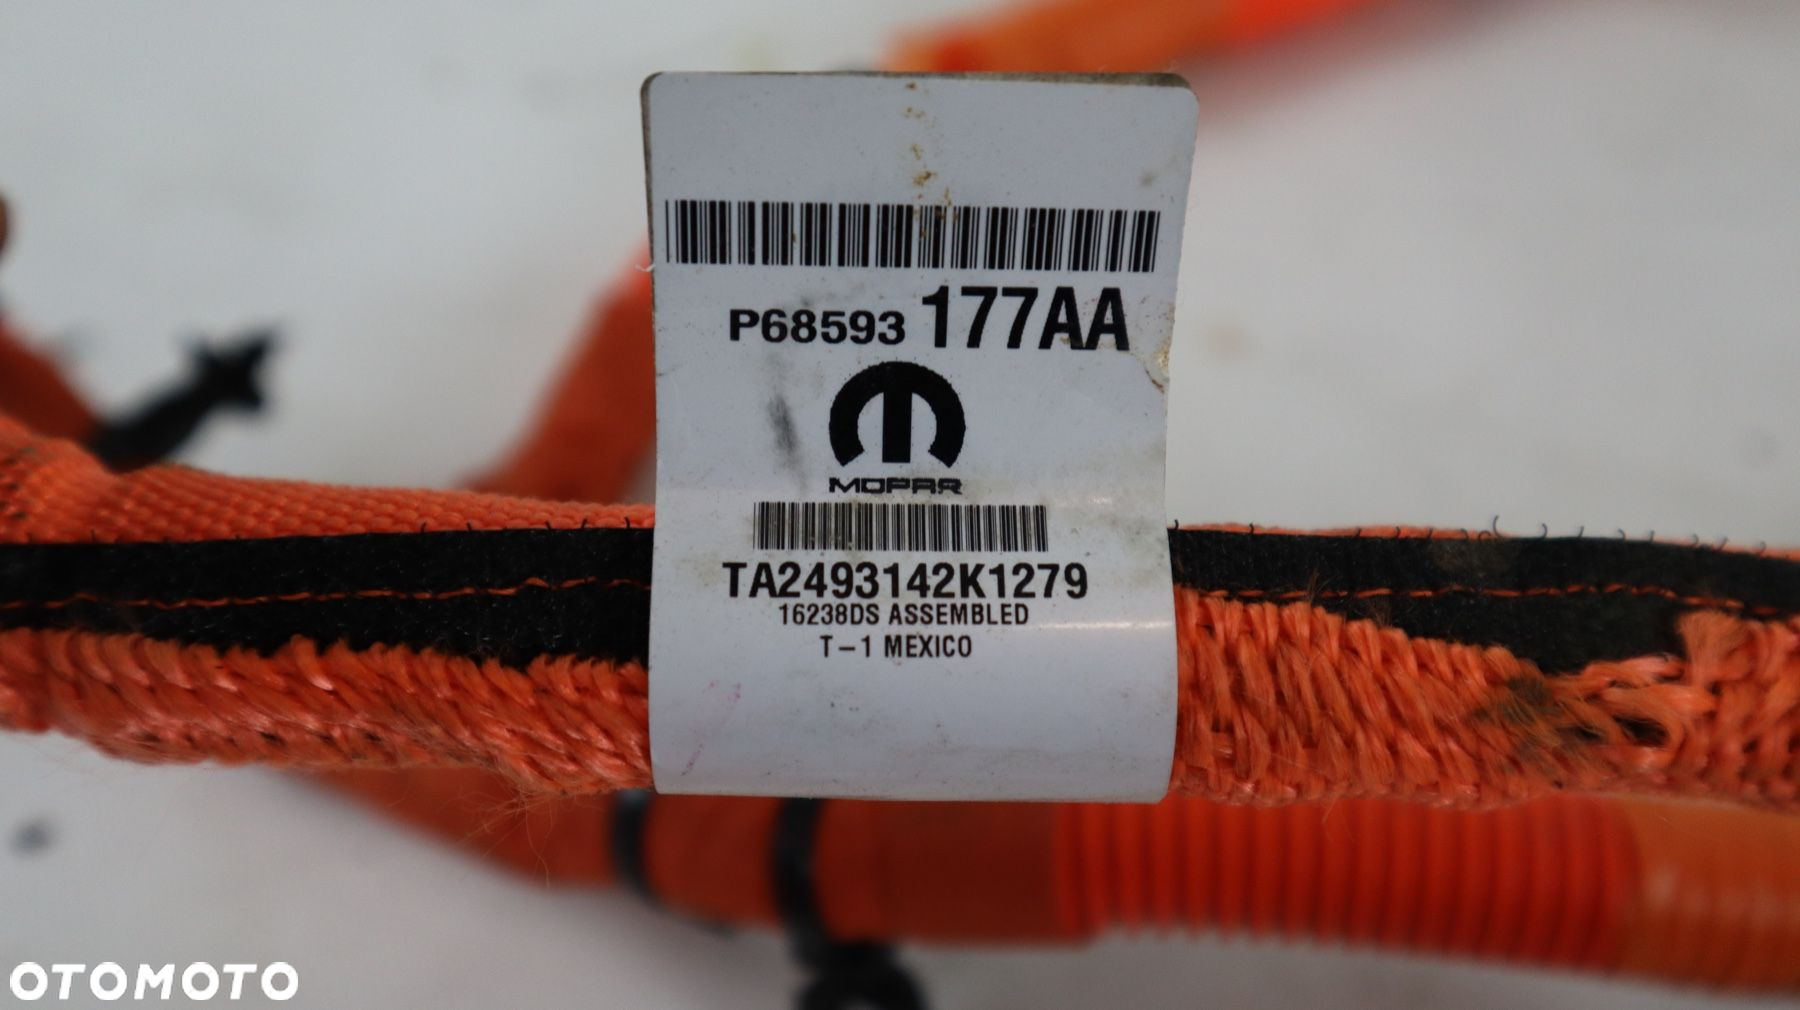 P68593 177AA
MOPAR
TA2493142K1279
16238DS ASSEMBLED
T-1 MEXICO
OTOMOTO